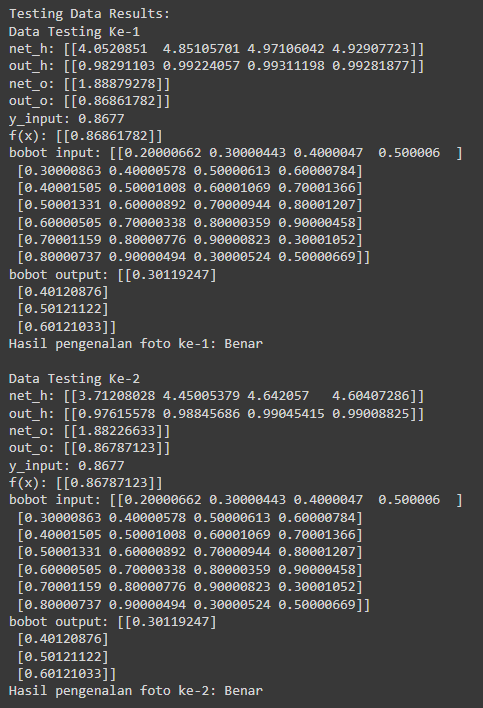 Testing Data Results:
Data Testing Ke-1
net_h: [[4.0520851  4.85105701 4.97106042 4.92907723]]
out_h: [[0.98291103 0.99224057 0.99311198 0.99281877]]
net_o: [[1.88879278]]
out_o: [[0.86861782]]
y_input: 0.8677
f(x): [[0.86861782]]
bobot input: [[0.20000662 0.30000443 0.4000047  0.500006  ]
 [0.30000863 0.40000578 0.50000613 0.60000784]
 [0.40001505 0.50001008 0.60001069 0.70001366]
 [0.50001331 0.60000892 0.70000944 0.80001207]
 [0.60000505 0.70000338 0.80000359 0.90000458]
 [0.70001159 0.80000776 0.90000823 0.30001052]
 [0.80000737 0.90000494 0.30000524 0.50000669]]
bobot output: [[0.30119247]
 [0.40120876]
 [0.50121122]
 [0.60121033]]
Hasil pengenalan foto ke-1: Benar

Data Testing Ke-2
net_h: [[3.71208028 4.45005379 4.642057   4.60407286]]
out_h: [[0.97615578 0.98845686 0.99045415 0.99008825]]
net_o: [[1.88226633]]
out_o: [[0.86787123]]
y_input: 0.8677
f(x): [[0.86787123]]
bobot input: [[0.20000662 0.30000443 0.4000047  0.500006  ]
 [0.30000863 0.40000578 0.50000613 0.60000784]
 [0.40001505 0.50001008 0.60001069 0.70001366]
 [0.50001331 0.60000892 0.70000944 0.80001207]
 [0.60000505 0.70000338 0.80000359 0.90000458]
 [0.70001159 0.80000776 0.90000823 0.30001052]
 [0.80000737 0.90000494 0.30000524 0.50000669]]
bobot output: [[0.30119247]
 [0.40120876]
 [0.50121122]
 [0.60121033]]
Hasil pengenalan foto ke-2: Benar